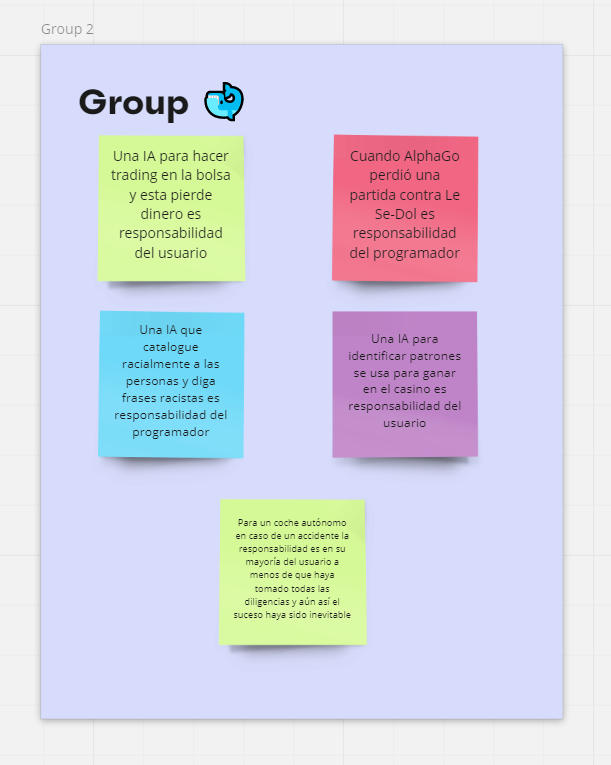 Group 2
Group
Una IA para hacer
trading en la bolsa
y esta pierde
dinero es
responsabilidad
del usuario
Cuando AlphaGo
perdió una
partida contra Le
Se-Dol es
responsabilidad
del programador
Una IA que
catalogue
racialmente a las
personas y diga
frases racistas es
responsabilidad del
programador
Una IA para
identificar patrones
se usa para ganar
en el casino es
responsabilidad del
usuario
Para un coche autónomo
en caso de un accidente la
responsabilidad es en su
mayoría del usuario a
menos de que haya
tomado todas las
diligencias y aún así el
suceso haya sido inevitable